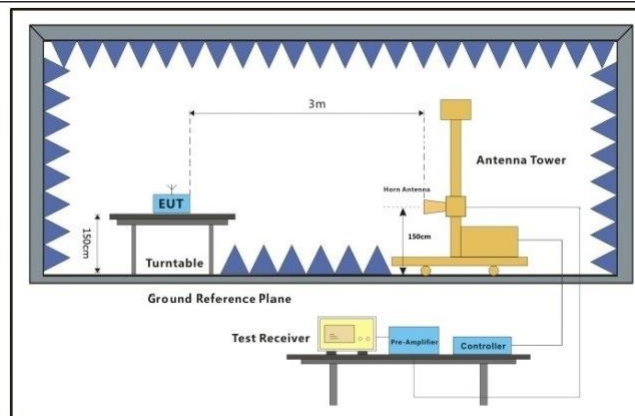 3m
Antenna Tower
Horn Antenna
EUT
150cm
150cm
Turntable
Ground Reference Plane
Test Receiver
Pre-Amplifier
Controller